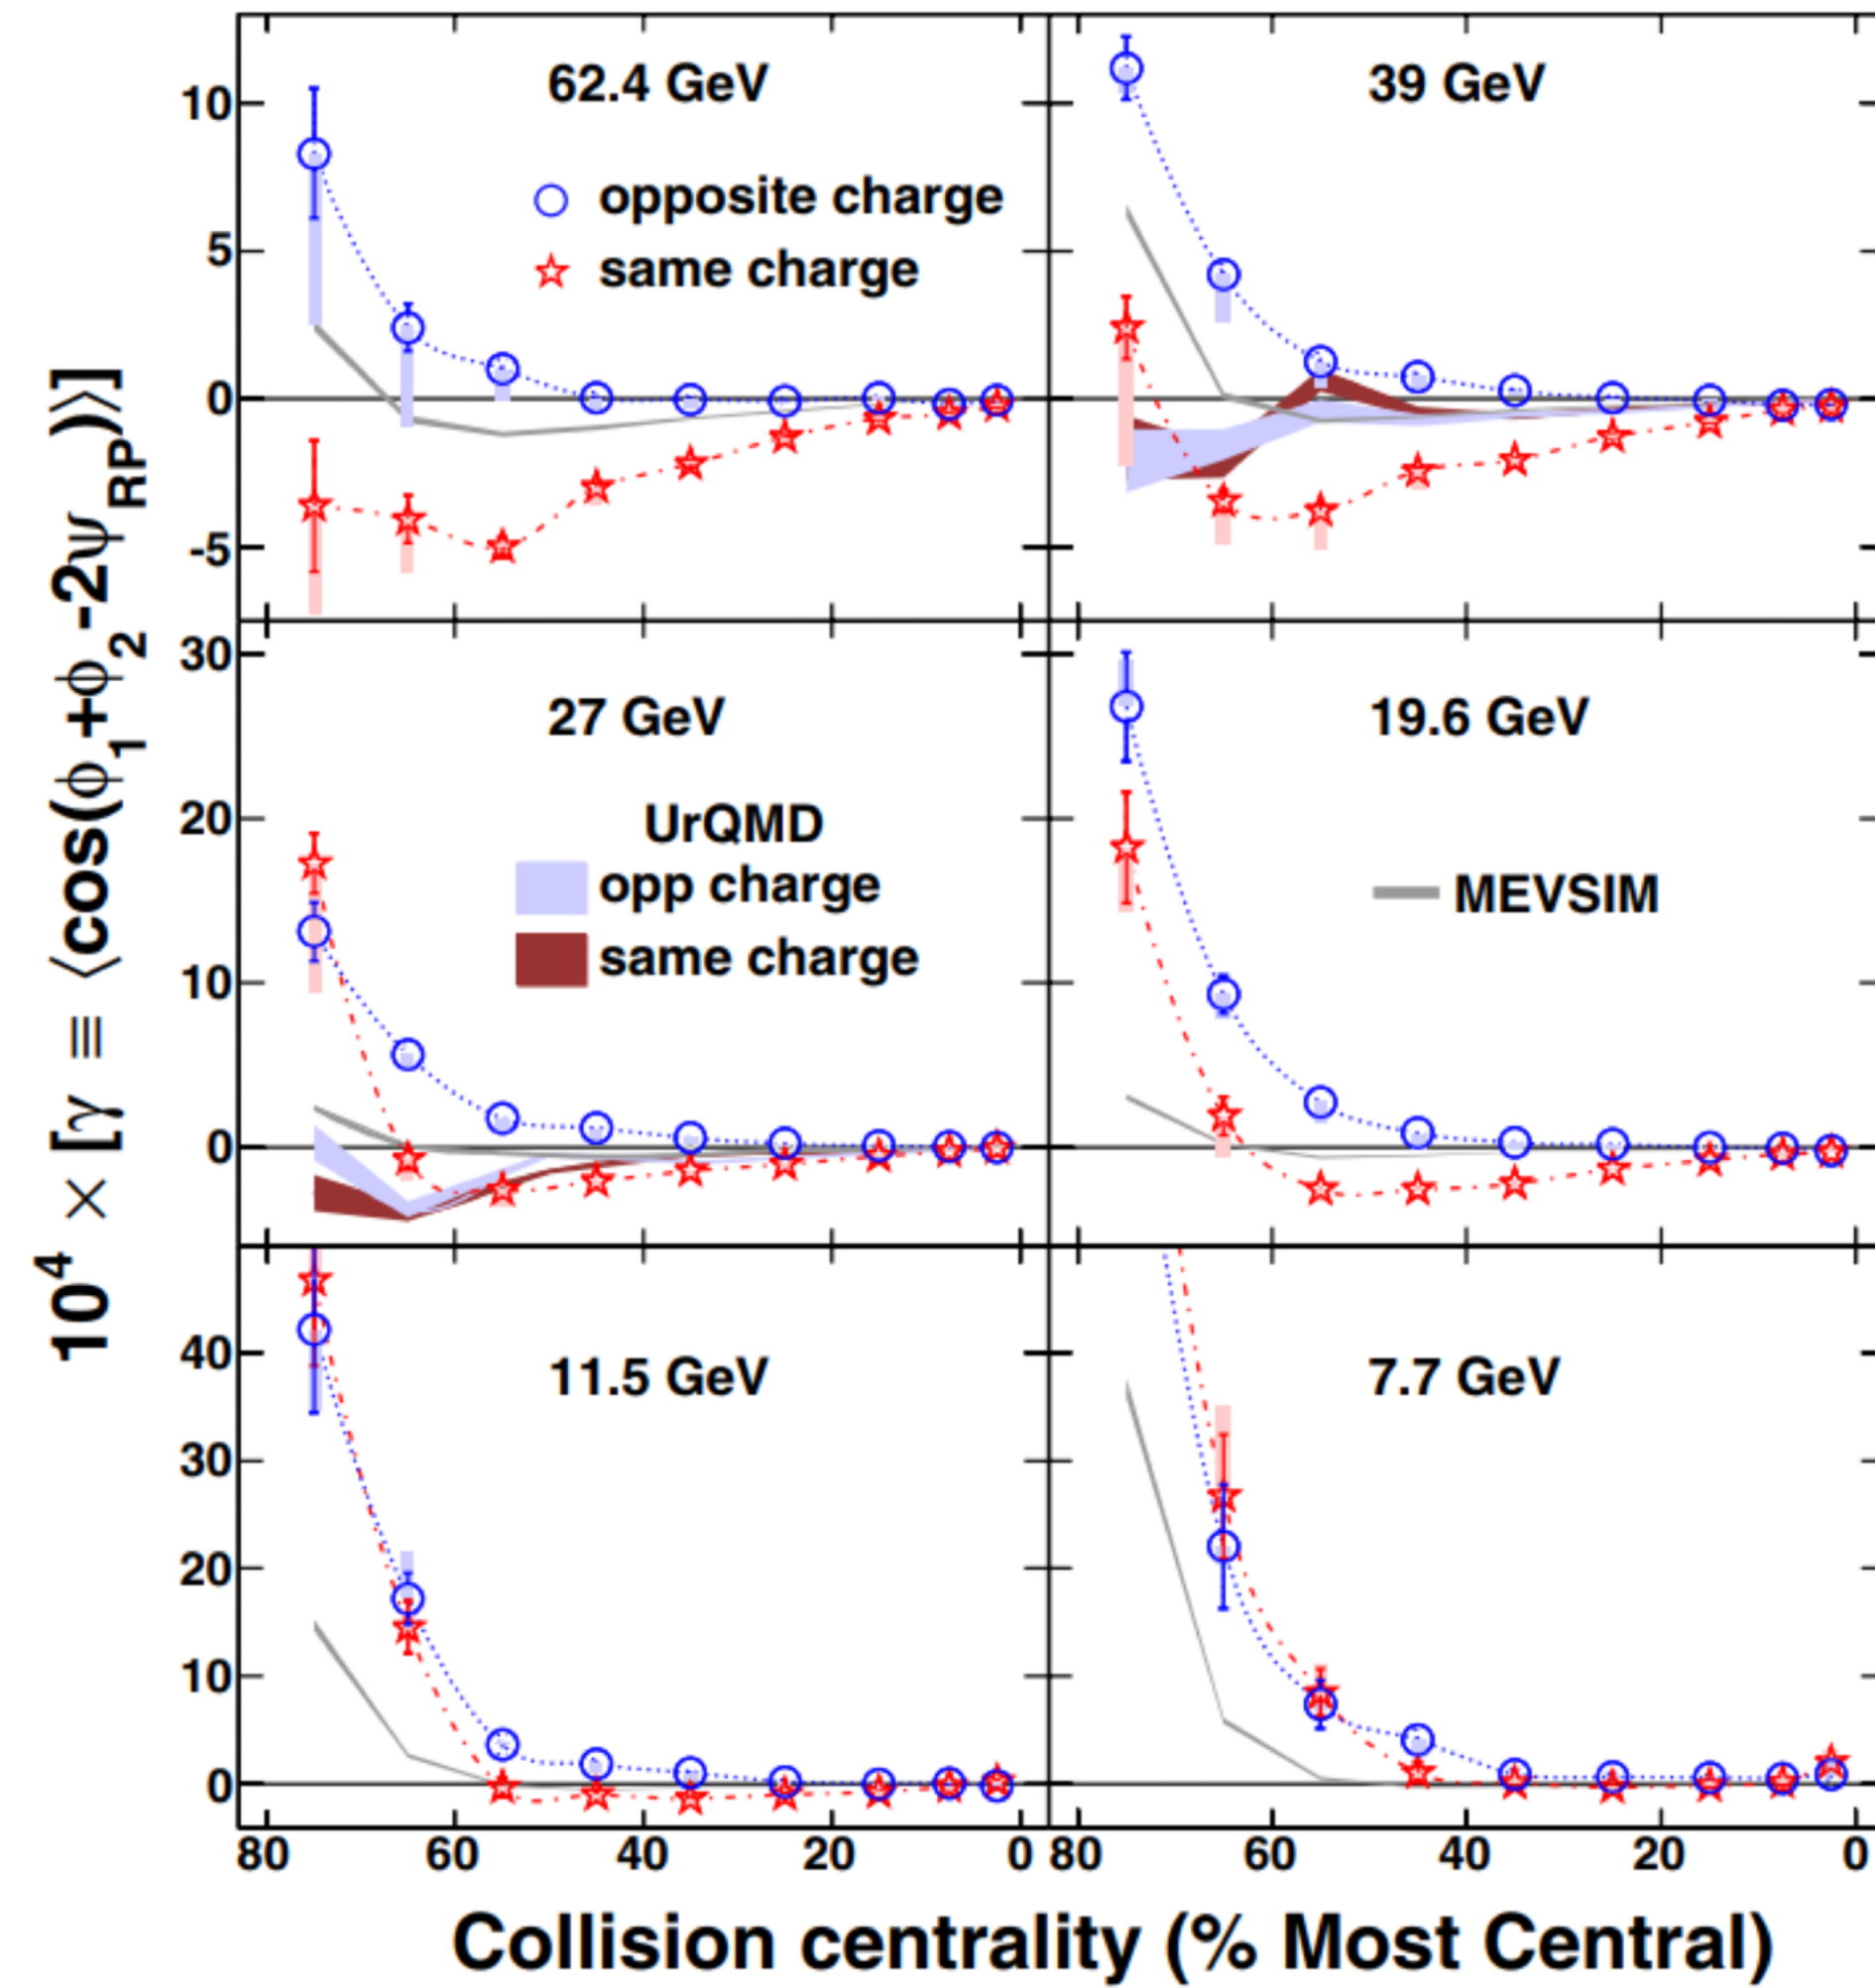 10⁴ × [γ ≡ ⟨cos(ϕ₁+ϕ₂-2ψ_RP)⟩]
62.4 GeV
opposite charge
same charge
10
5
0
-5
39 GeV
27 GeV
UrQMD
opp charge
same charge
30
20
10
0
19.6 GeV
MEVSIM
11.5 GeV
40
30
20
10
0
7.7 GeV
80 60 40 20 0 80 60 40 20 0
Collision centrality (% Most Central)